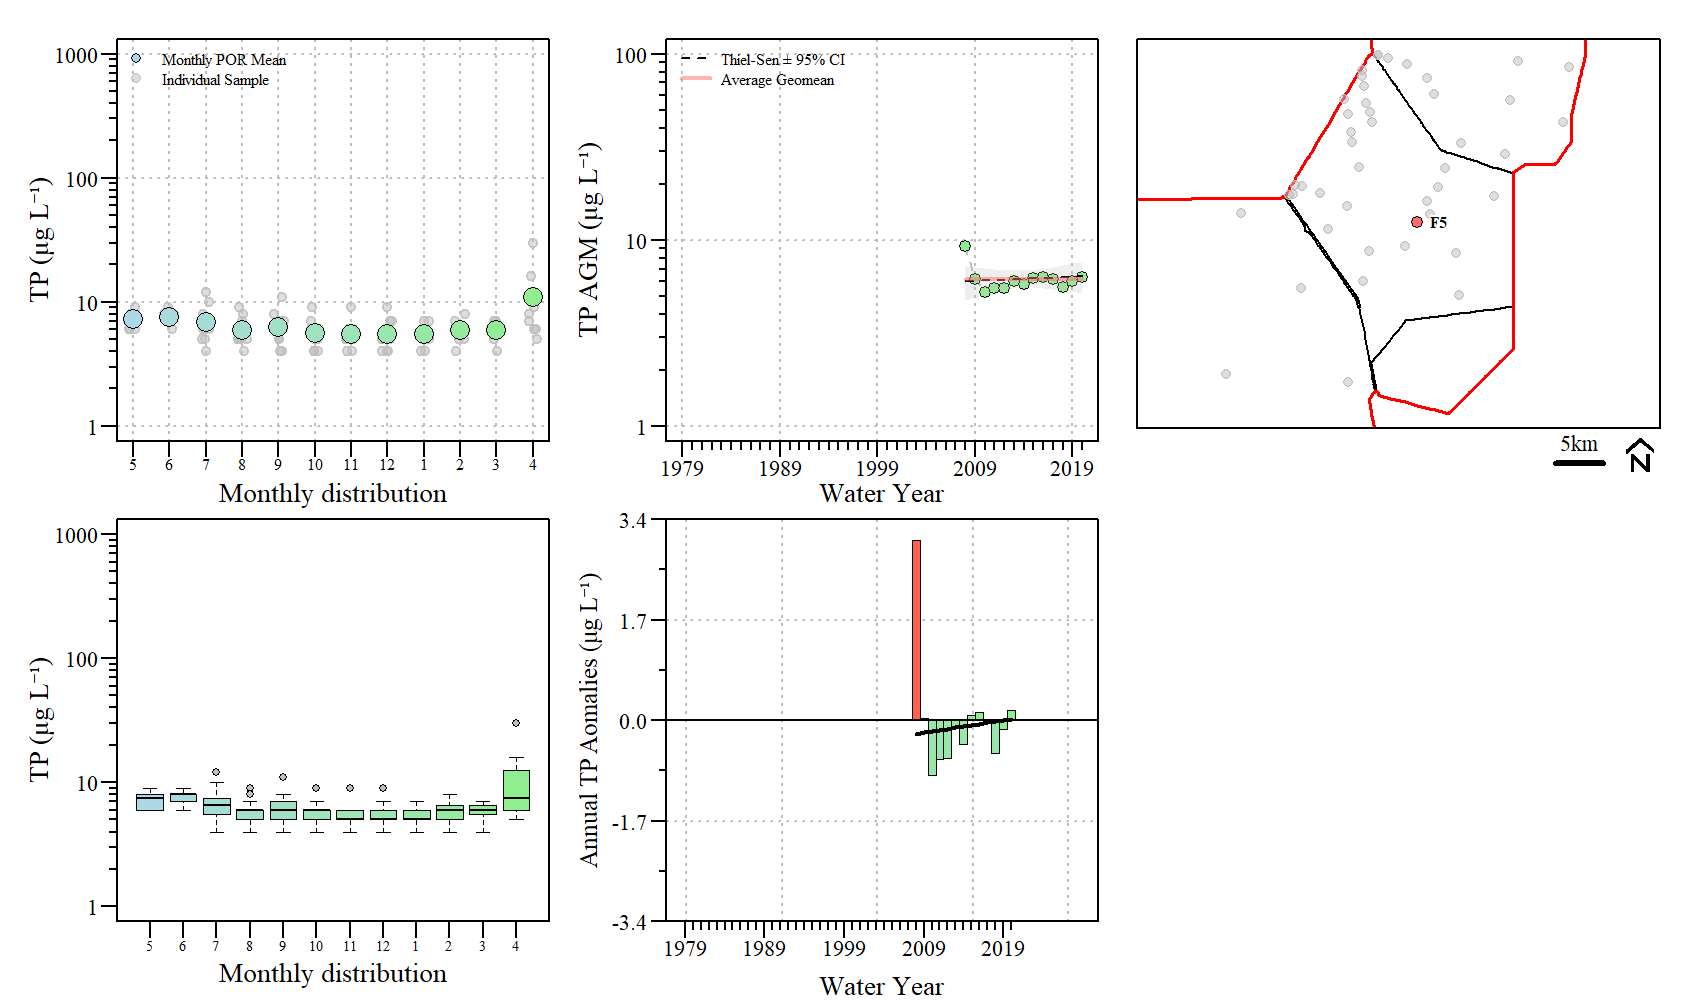 1000
100
10
1
TP (µg L⁻¹)
Monthly POR Mean
Individual Sample
5 6 7 8 9 10 11 12 1 2 3 4
Monthly distribution
100
10
1
TP AGM (µg L⁻¹)
Thiel-Sen ± 95% CI
Average Geomean
1979 1989 1999 2009 2019
Water Year
F5
5km
N
1000
100
10
1
TP (µg L⁻¹)
5 6 7 8 9 10 11 12 1 2 3 4
Monthly distribution
3.4
1.7
0.0
-1.7
-3.4
Annual TP Aomalies (µg L⁻¹)
1979 1989 1999 2009 2019
Water Year